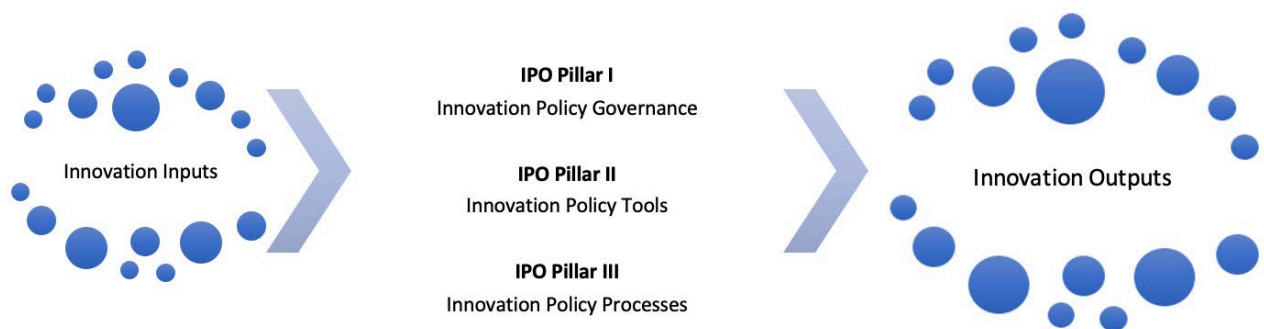 Innovation Inputs
IPO Pillar I
Innovation Policy Governance
IPO Pillar II
Innovation Policy Tools
IPO Pillar III
Innovation Policy Processes
Innovation Outputs